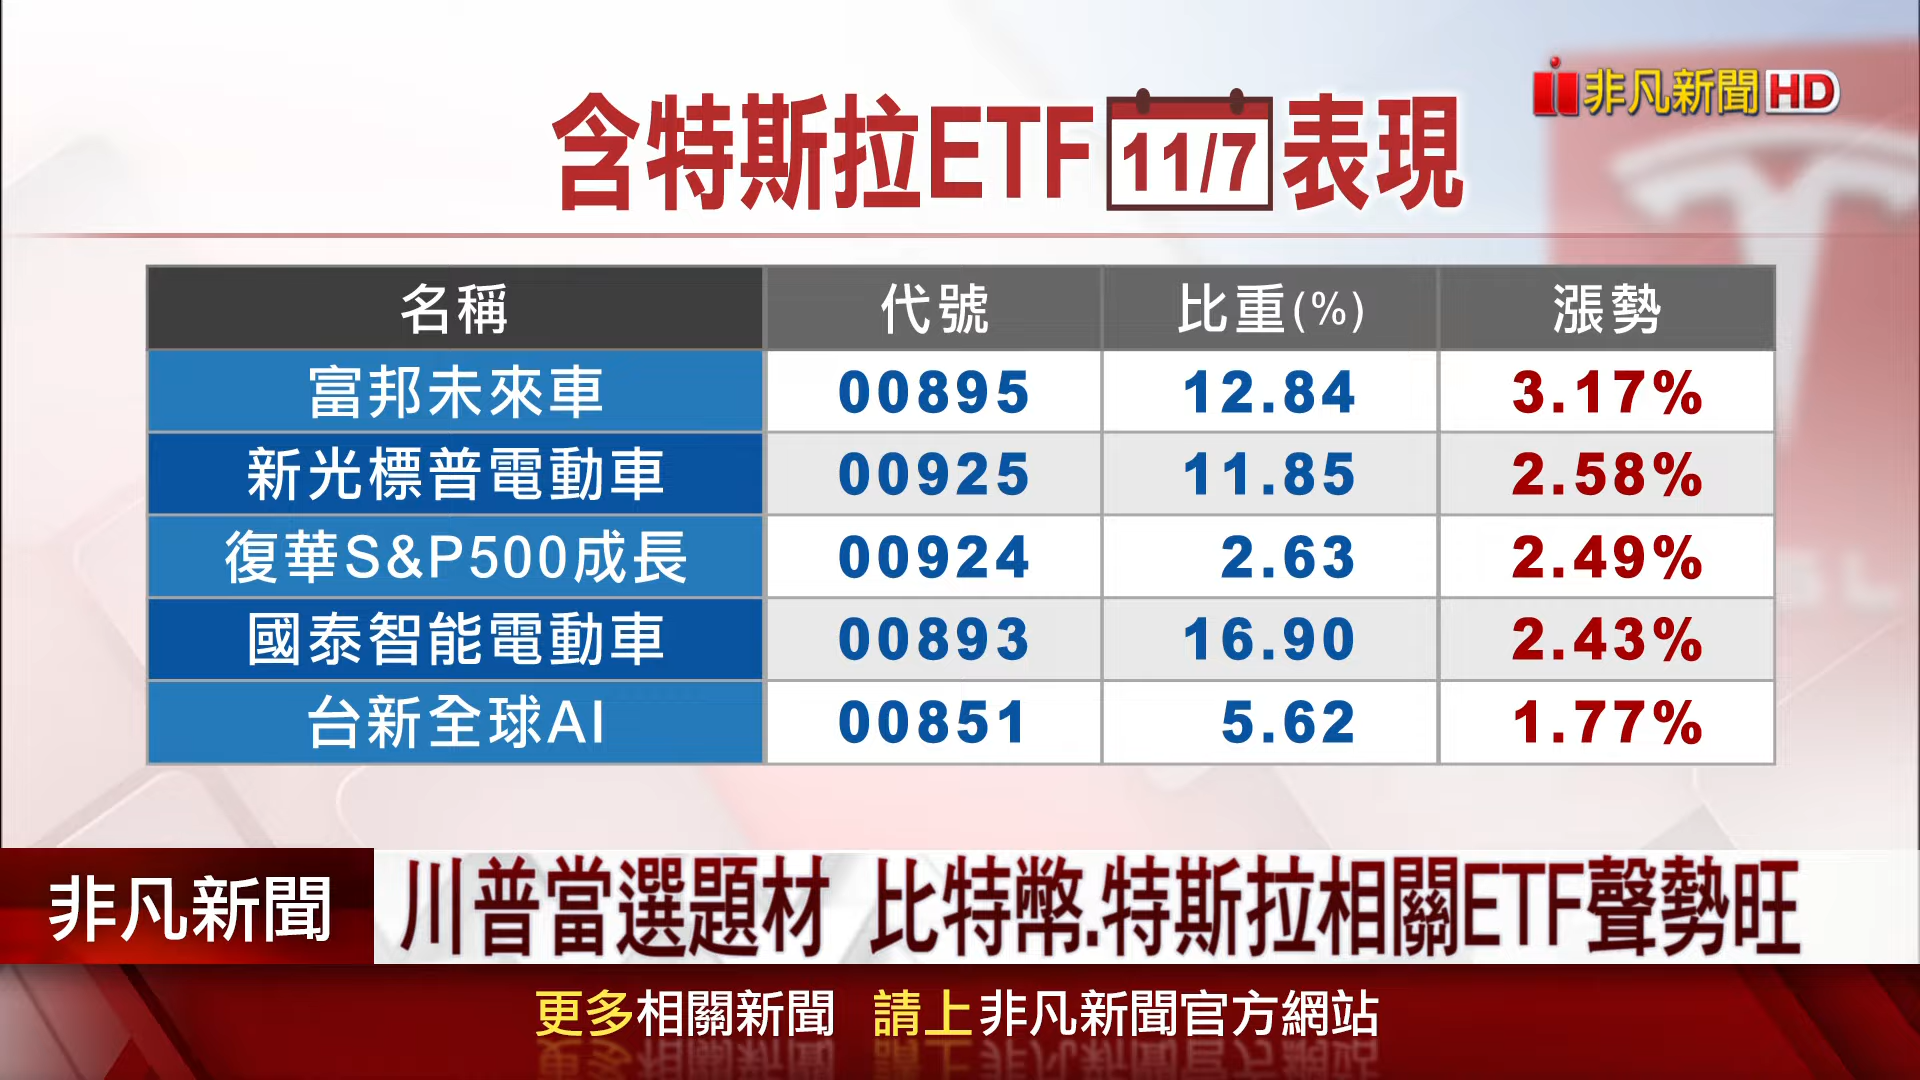 非凡新聞HD
含特斯拉ETF 11/7 表現
名稱 代號 比重(%) 漲勢
富邦未來車 00895 12.84 3.17%
新光標普電動車 00925 11.85 2.58%
復華S&P500成長 00924 2.63 2.49%
國泰智能電動車 00893 16.90 2.43%
台新全球AI 00851 5.62 1.77%
非凡新聞 川普當選題材 比特幣.特斯拉相關ETF聲勢旺
更多相關新聞 請上非凡新聞官方網站